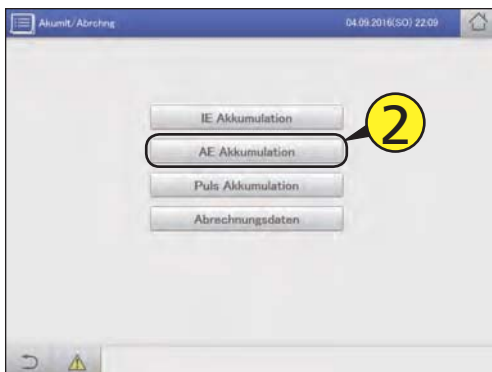 Akumlt/Abrchng 04.09.2016(SO) 22:09
IE Akkumulation
AE Akkumulation
2
Puls Akkumulation
Abrechnungsdaten